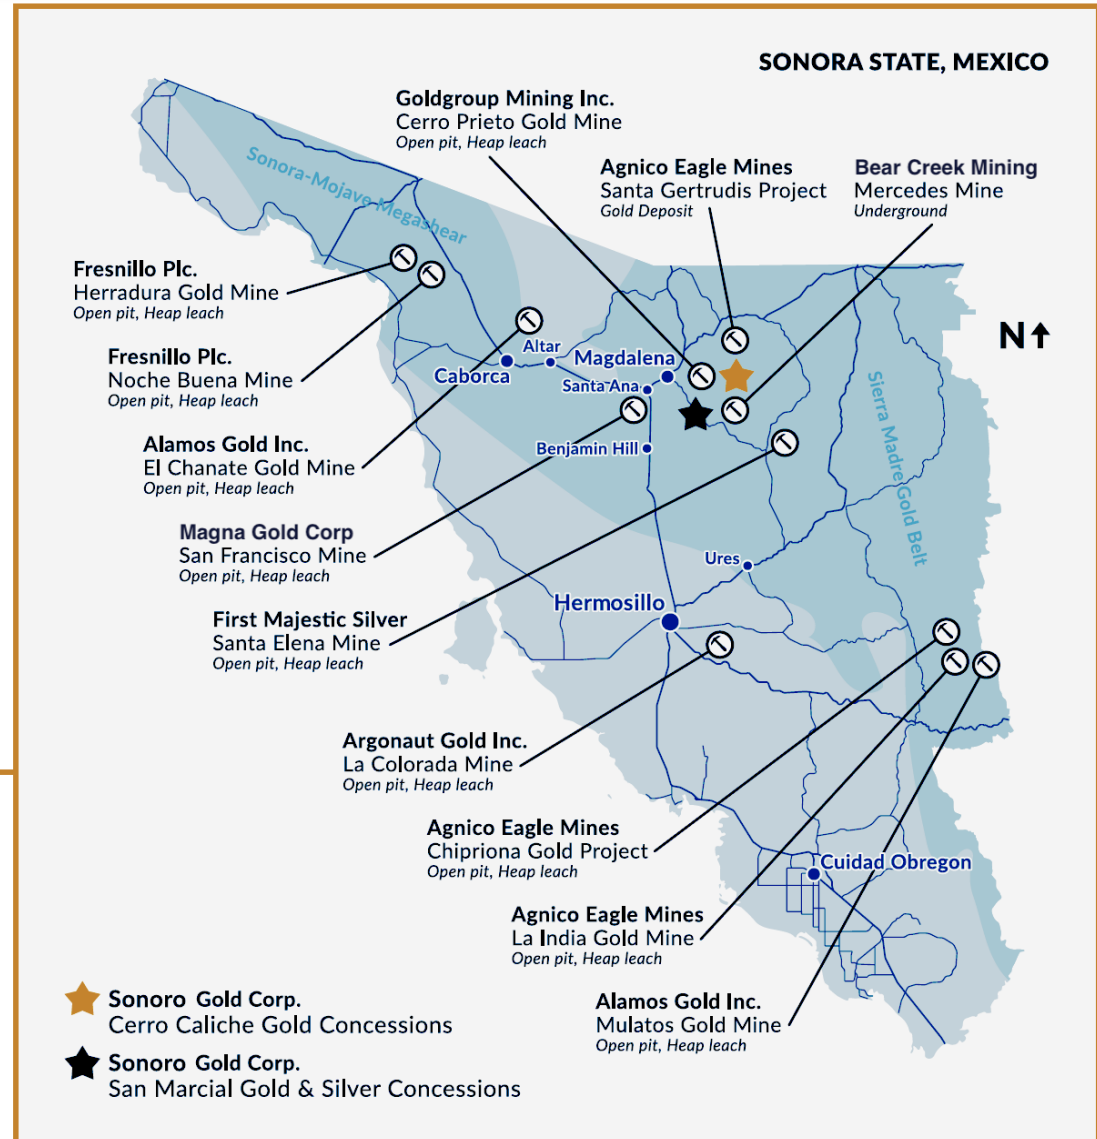 SONORA STATE, MEXICO
Goldgroup Mining Inc.
Cerro Prieto Gold Mine
Open pit, Heap leach
Agnico Eagle Mines
Santa Gertrudis Project
Gold Deposit
Bear Creek Mining
Mercedes Mine
Underground
Sonora-Mojave Megashear
Fresnillo Plc.
Herradura Gold Mine
Open pit, Heap leach
N
Fresnillo Plc.
Noche Buena Mine
Open pit, Heap leach
Altar
Caborca
Magdalena
Santa Ana
Benjamin Hill
Sierra Madre Gold Belt
Alamos Gold Inc.
El Chanate Gold Mine
Open pit, Heap leach
Magna Gold Corp
San Francisco Mine
Open pit, Heap leach
Ures
Hermosillo
First Majestic Silver
Santa Elena Mine
Open pit, Heap leach
Argonaut Gold Inc.
La Colorada Mine
Open pit, Heap leach
Agnico Eagle Mines
Chipriona Gold Project
Open pit, Heap leach
Cuidad Obregon
Agnico Eagle Mines
La India Gold Mine
Open pit, Heap leach
Alamos Gold Inc.
Mulatos Gold Mine
Open pit, Heap leach
Sonoro Gold Corp.
Cerro Caliche Gold Concessions
Sonoro Gold Corp.
San Marcial Gold & Silver Concessions